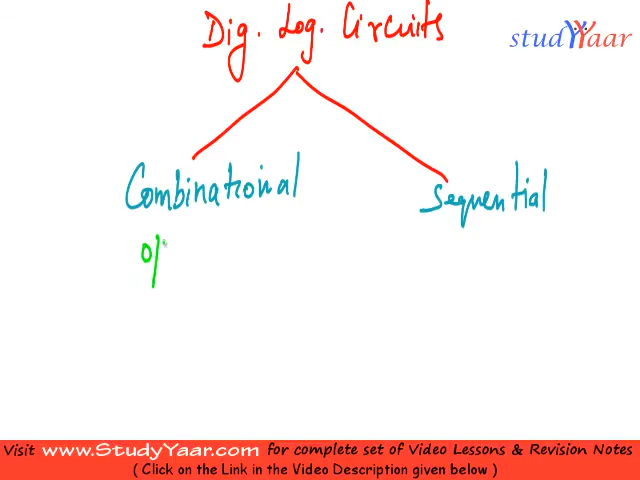 Dig. Log. Circuits
studYYaar
Combinational
Sequential
o/
Visit www.StudyYaar.com for complete set of Video Lessons & Revision Notes
( Click on the Link in the Video Description given below )